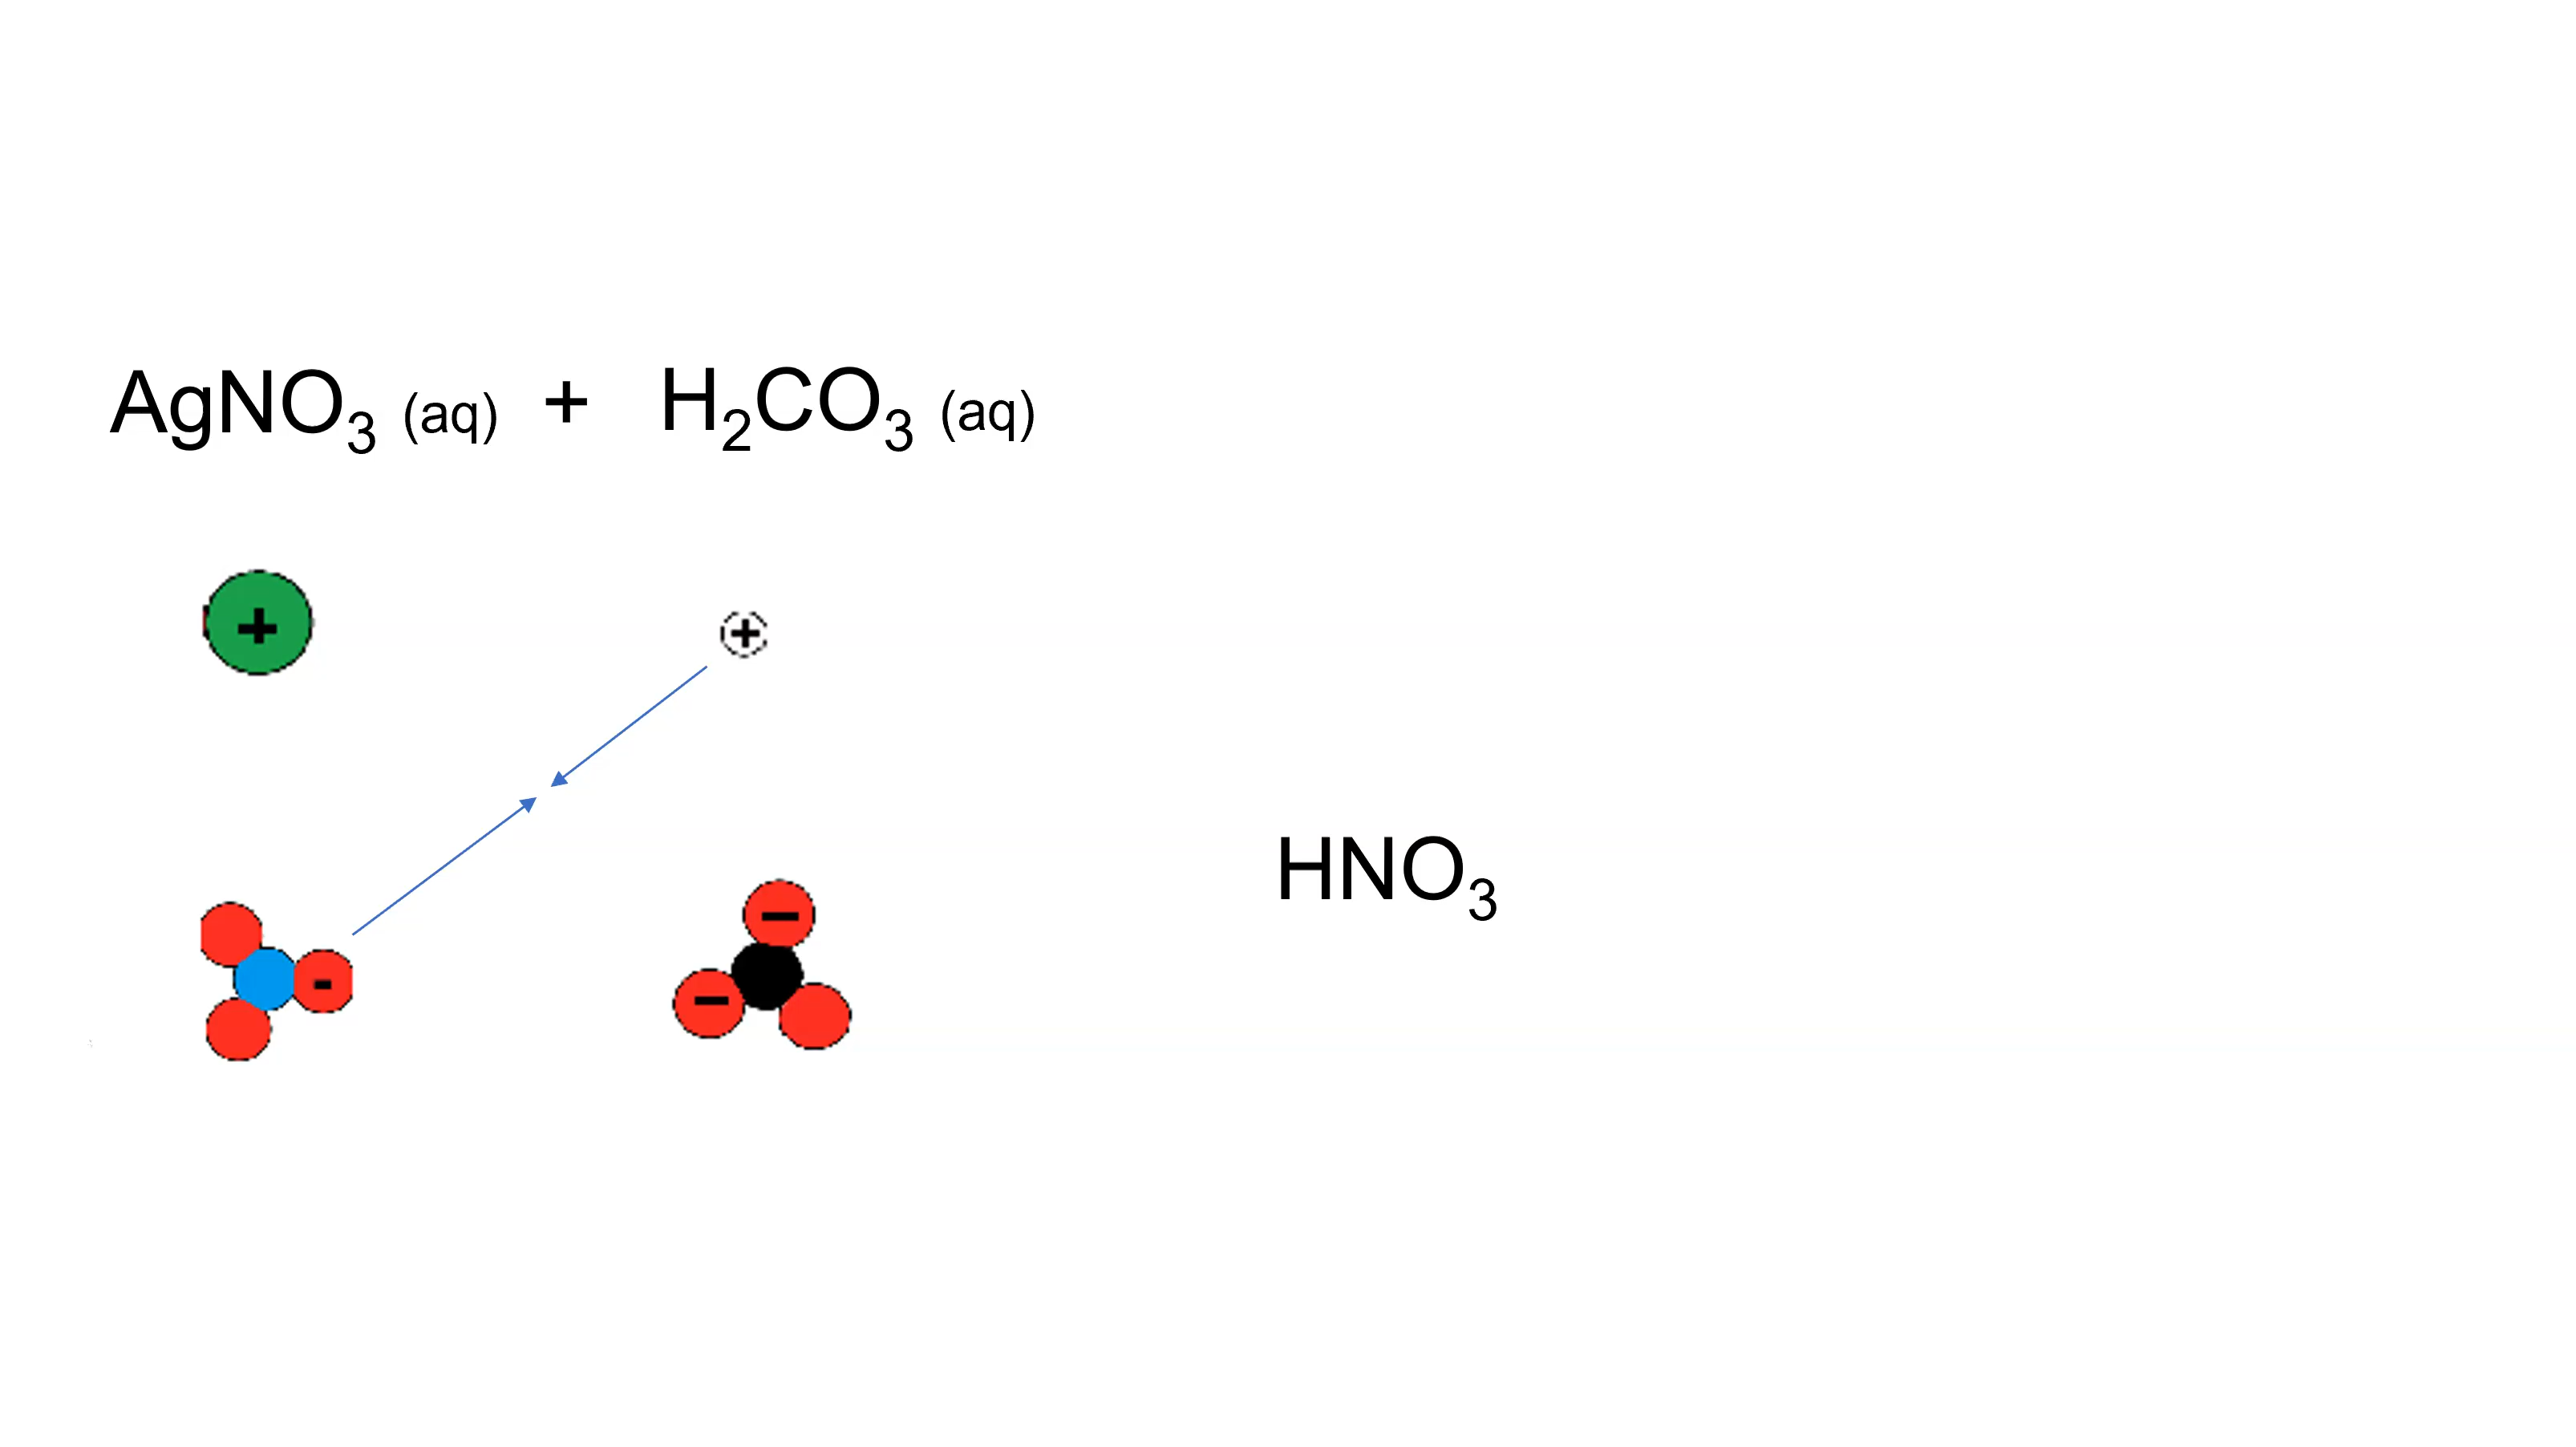 AgNO₃ (aq) + H₂CO₃ (aq)
+ +
HNO₃
- − −